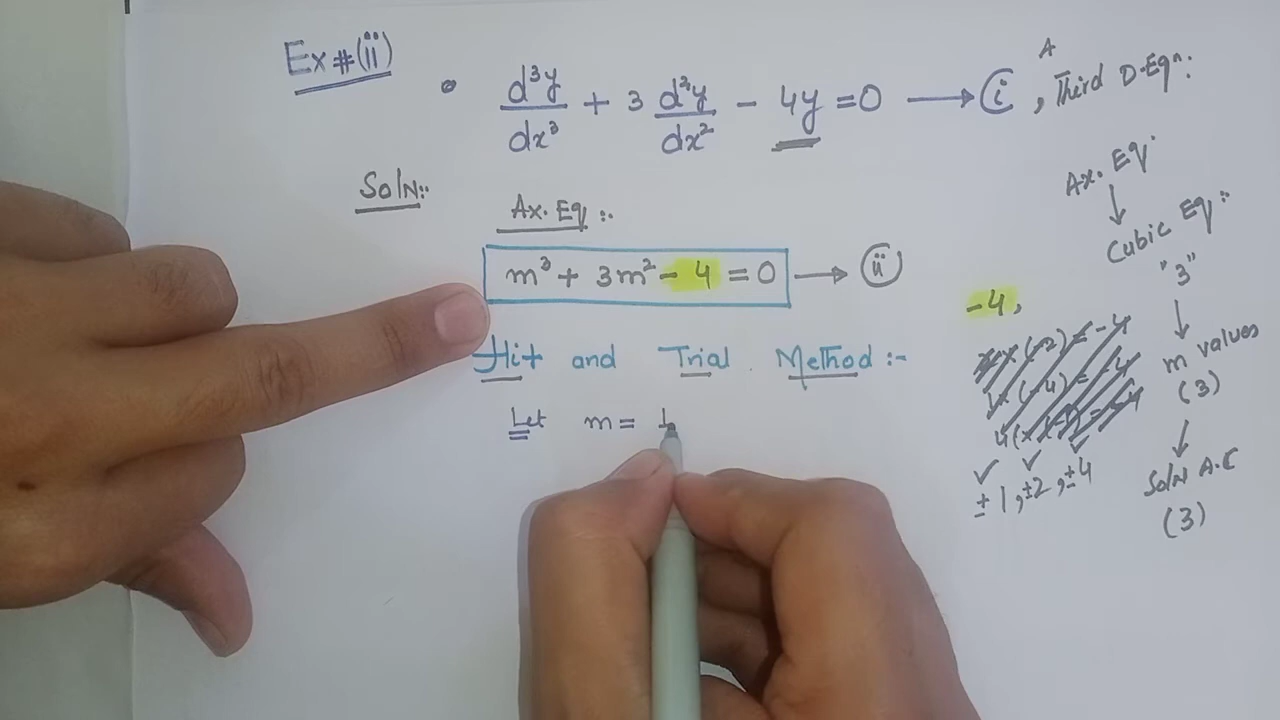 Ex#(ii)
• d³y/dx³ + 3 d²y/dx² - 4y = 0 → (i)
A
, Third D.Eqⁿ:
Soln::
Ax. Eq :.
m³ + 3m² - 4 = 0 → (ii)
Hit and Trial Method :-
Let m = 1
Ax. Eq.
↓
Cubic Eq::
"3"
↓
m values
(3)
↓
Soln A.C
(3)
-4,
✓ ✓ ✓
±1, ±2, ±4